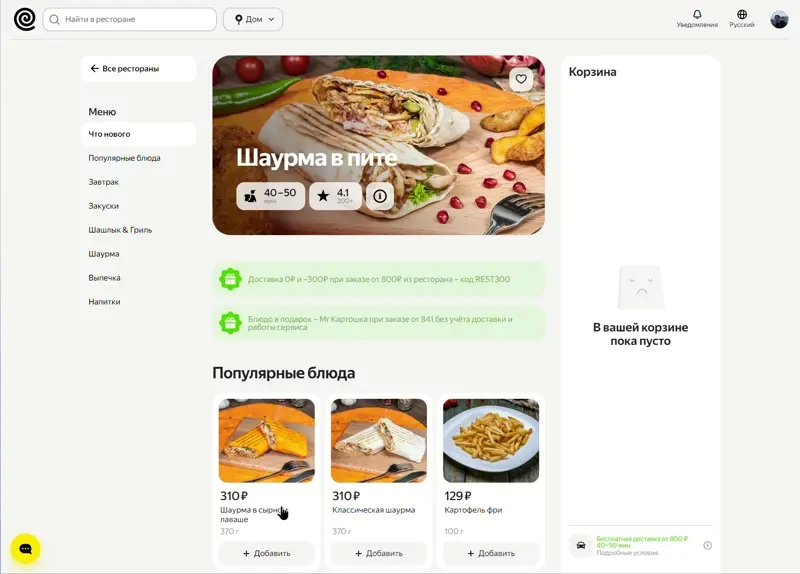 Найти в ресторане
Дом
Уведомления
Русский
Все рестораны
Меню
Что нового
Популярные блюда
Завтрак
Закуски
Шашлык & Гриль
Шаурма
Выпечка
Напитки
Шаурма в пите
40–50
мин
4.1
200+
Доставка 0₽ и –300₽ при заказе от 800₽ из ресторана – код REST300
Блюдо в подарок – Mr Картошка при заказе от 841 без учёта доставки и
работы сервиса
Популярные блюда
310 ₽
Шаурма в сырном
лаваше
370 г
Добавить
310 ₽
Классическая шаурма
370 г
Добавить
129 ₽
Картофель фри
100 г
Добавить
Корзина
В вашей корзине
пока пусто
Бесплатная доставка от 800 ₽
40–50 мин
Подробные условия